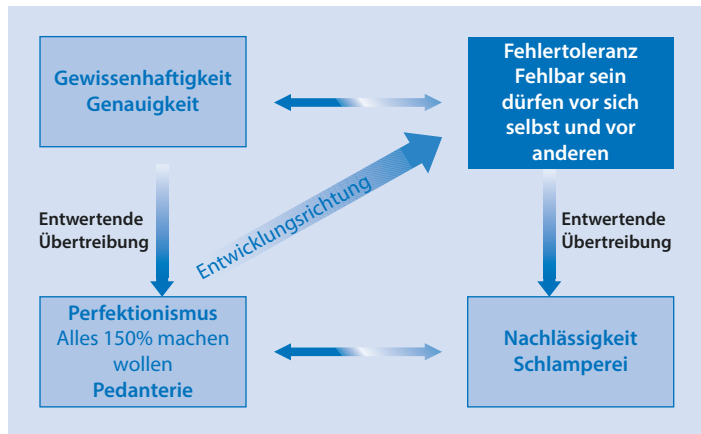 Gewissenhaftigkeit
Genauigkeit
Fehlertoleranz
Fehlbar sein
dürfen vor sich
selbst und vor
anderen
Entwertende
Übertreibung
Entwicklungsrichtung
Entwertende
Übertreibung
Perfektionismus
Alles 150% machen
wollen
Pedanterie
Nachlässigkeit
Schlamperei